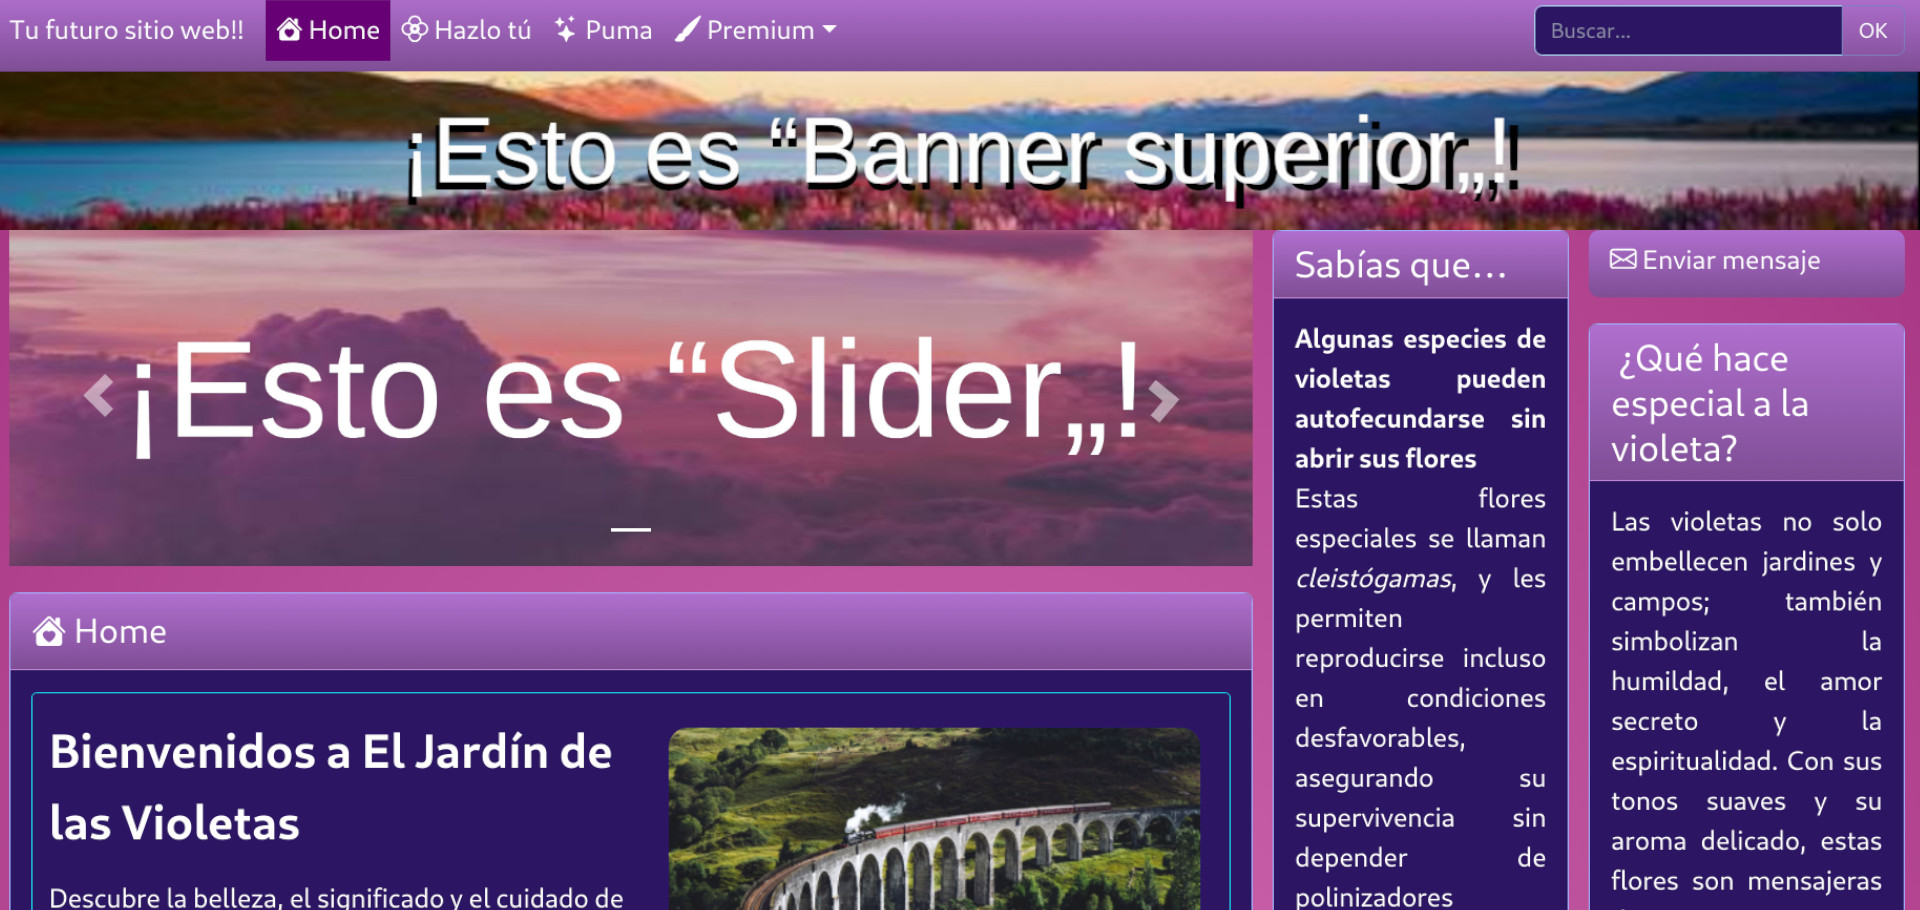 Tu futuro sitio web!! Home Hazlo tú Puma Premium
Buscar... OK
¡Esto es “Banner superior„!
¡Esto es “Slider„!
Home
Bienvenidos a El Jardín de
las Violetas
Descubre la belleza, el significado y el cuidado de
Sabías que...
Algunas especies de
violetas pueden
autofecundarse sin
abrir sus flores
Estas flores
especiales se llaman
cleistógamas, y les
permiten
reproducirse incluso
en condiciones
desfavorables,
asegurando su
supervivencia sin
depender de
polinizadores
Enviar mensaje
¿Qué hace
especial a la
violeta?
Las violetas no solo
embellecen jardines y
campos; también
simbolizan la
humildad, el amor
secreto y la
espiritualidad. Con sus
tonos suaves y su
aroma delicado, estas
flores son mensajeras